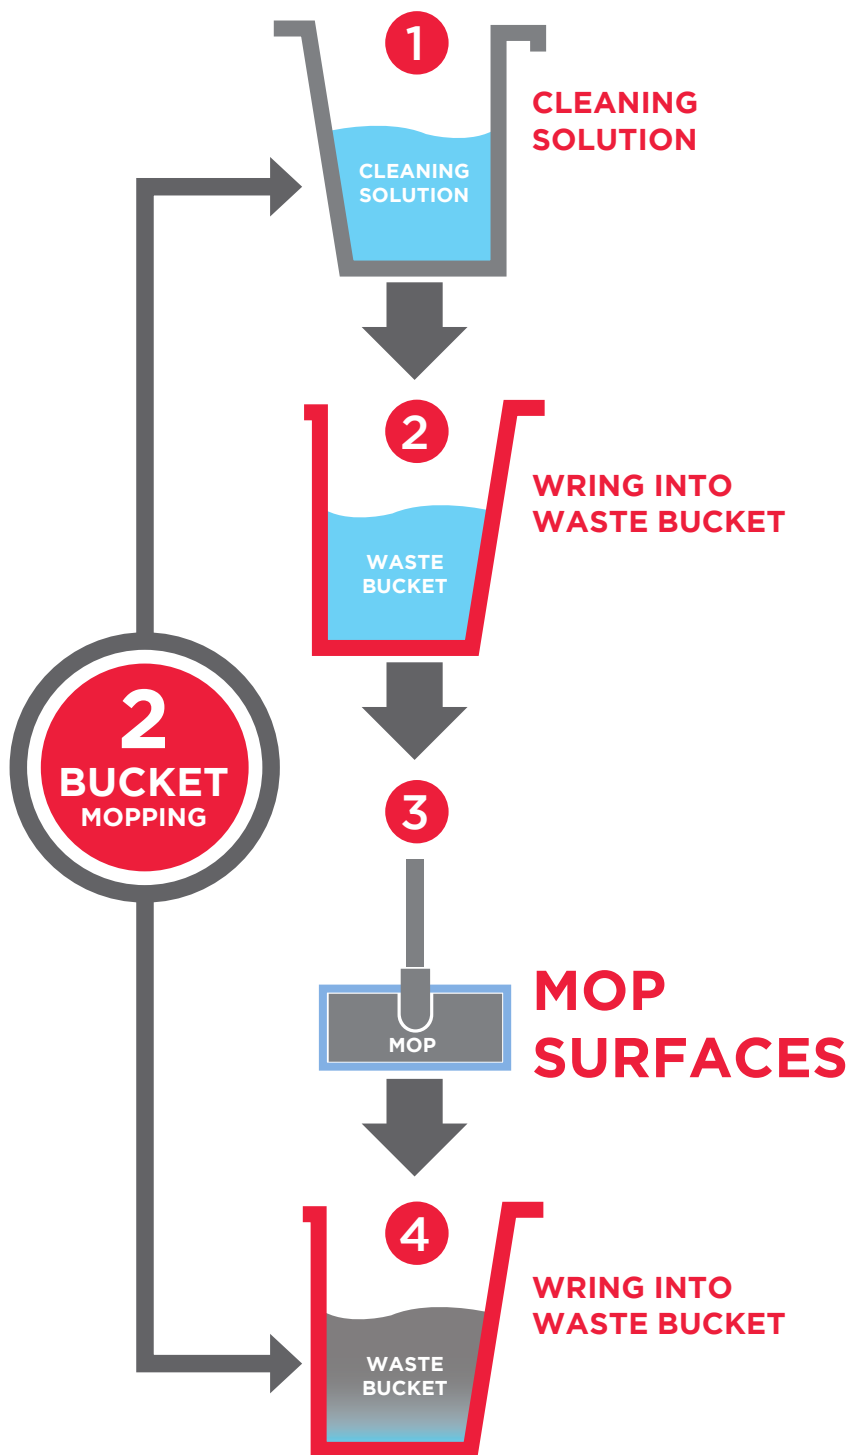 1
CLEANING
SOLUTION
CLEANING
SOLUTION
2
WRING INTO
WASTE BUCKET
WASTE
BUCKET
2
BUCKET
MOPPING
3
MOP
SURFACES
MOP
4
WRING INTO
WASTE BUCKET
WASTE
BUCKET